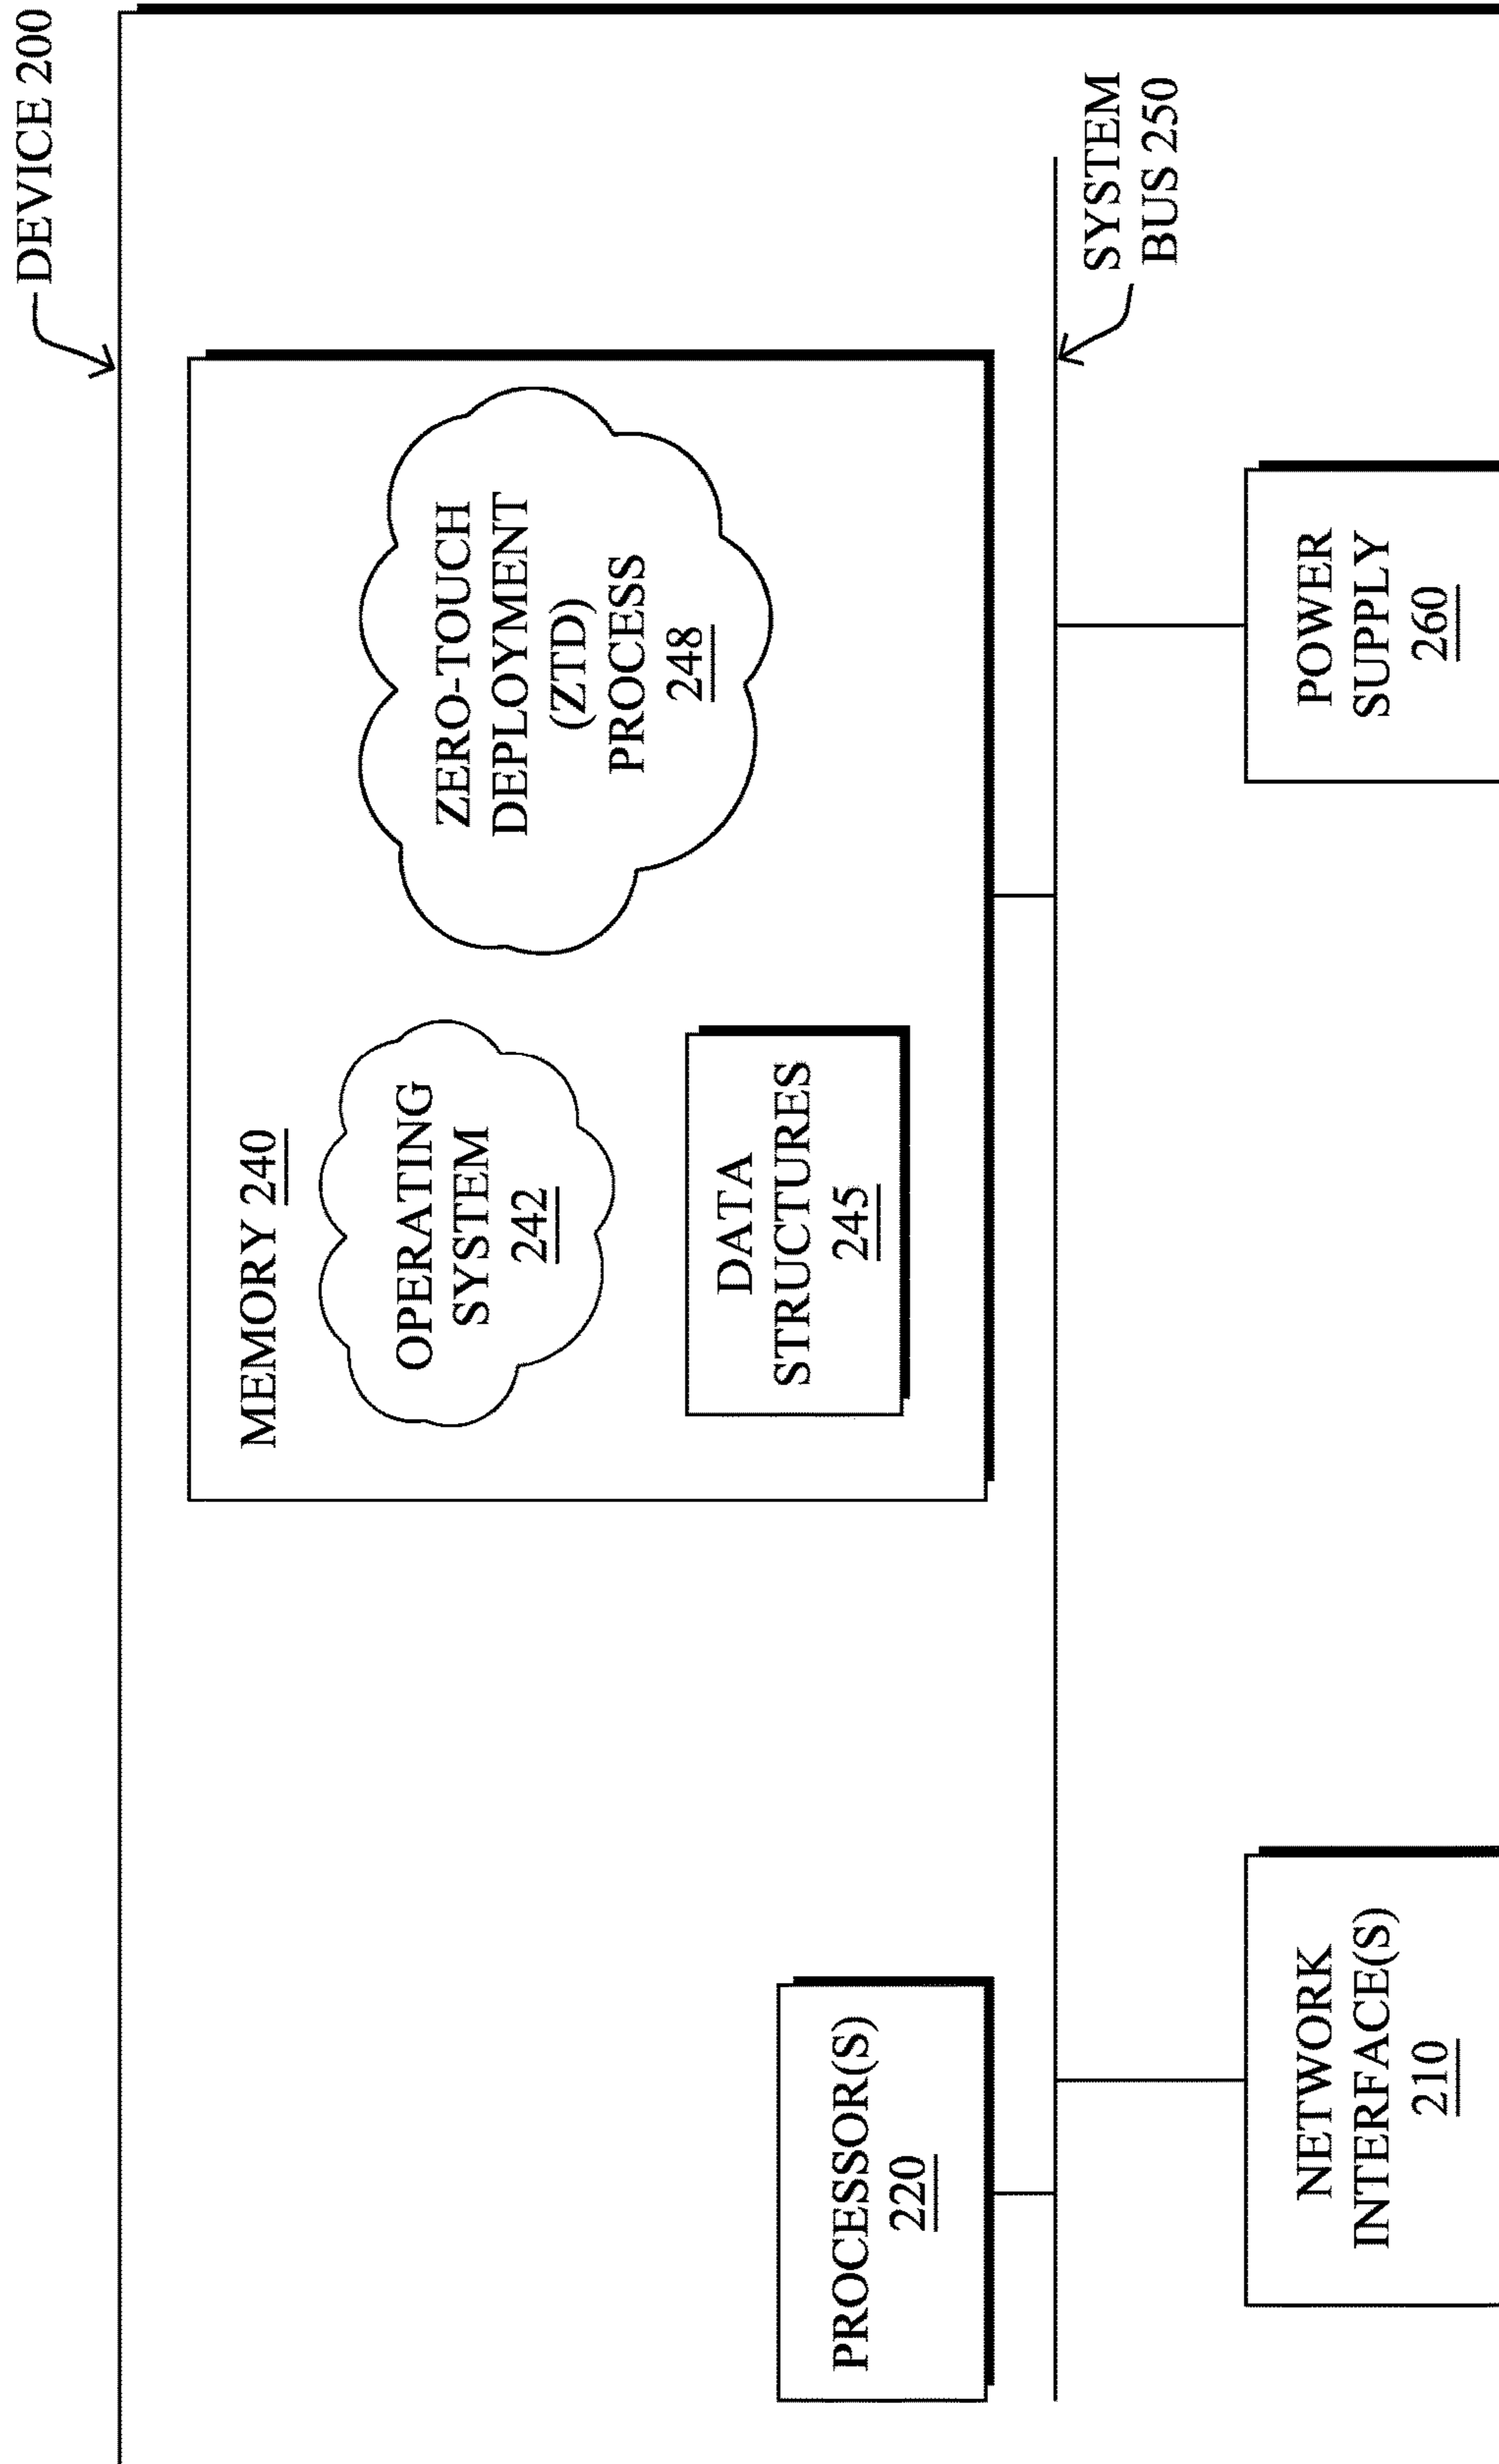 DEVICE 200
MEMORY 240
OPERATING
SYSTEM
242
DATA
STRUCTURES
245
ZERO-TOUCH
DEPLOYMENT
(ZTD)
PROCESS
248
PROCESSOR(S)
220
SYSTEM
BUS 250
NETWORK
INTERFACE(S)
210
POWER
SUPPLY
260